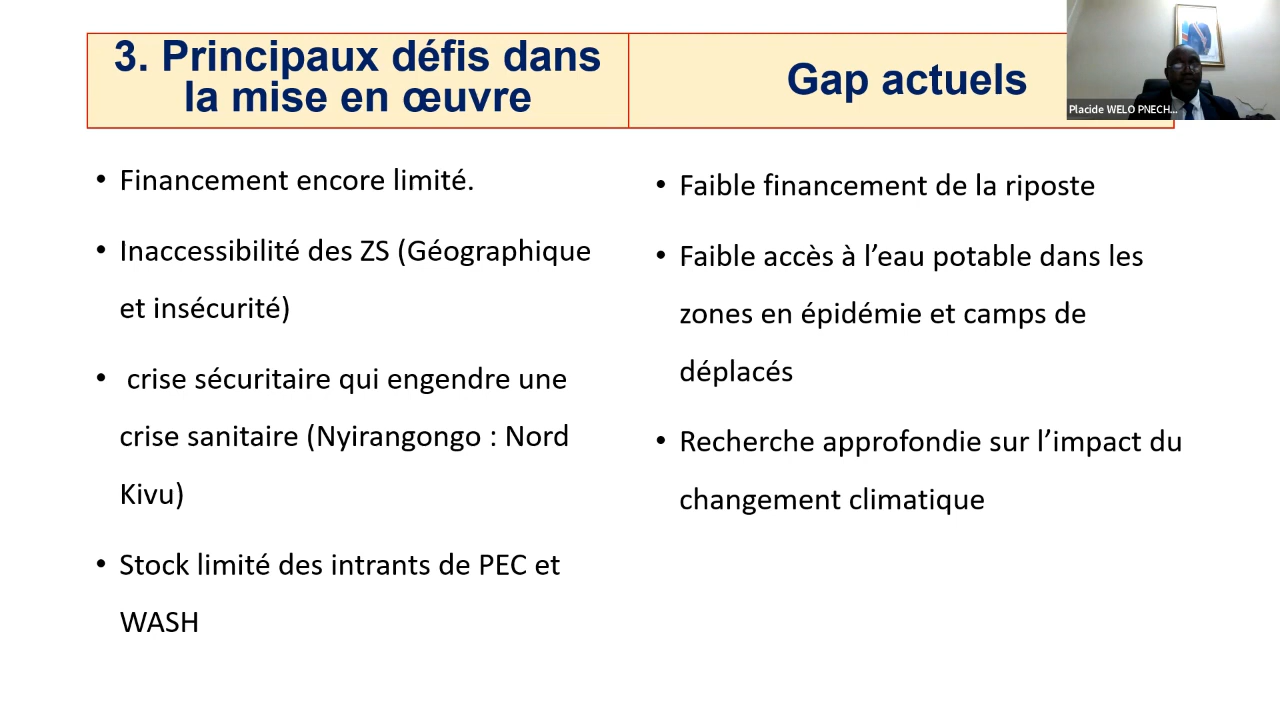 3. Principaux défis dans
la mise en œuvre
Gap actuels
Placide WELO PNECH...
• Financement encore limité.
• Inaccessibilité des ZS (Géographique
et insécurité)
• crise sécuritaire qui engendre une
crise sanitaire (Nyirangongo : Nord
Kivu)
• Stock limité des intrants de PEC et
WASH
• Faible financement de la riposte
• Faible accès à l’eau potable dans les
zones en épidémie et camps de
déplacés
• Recherche approfondie sur l’impact du
changement climatique